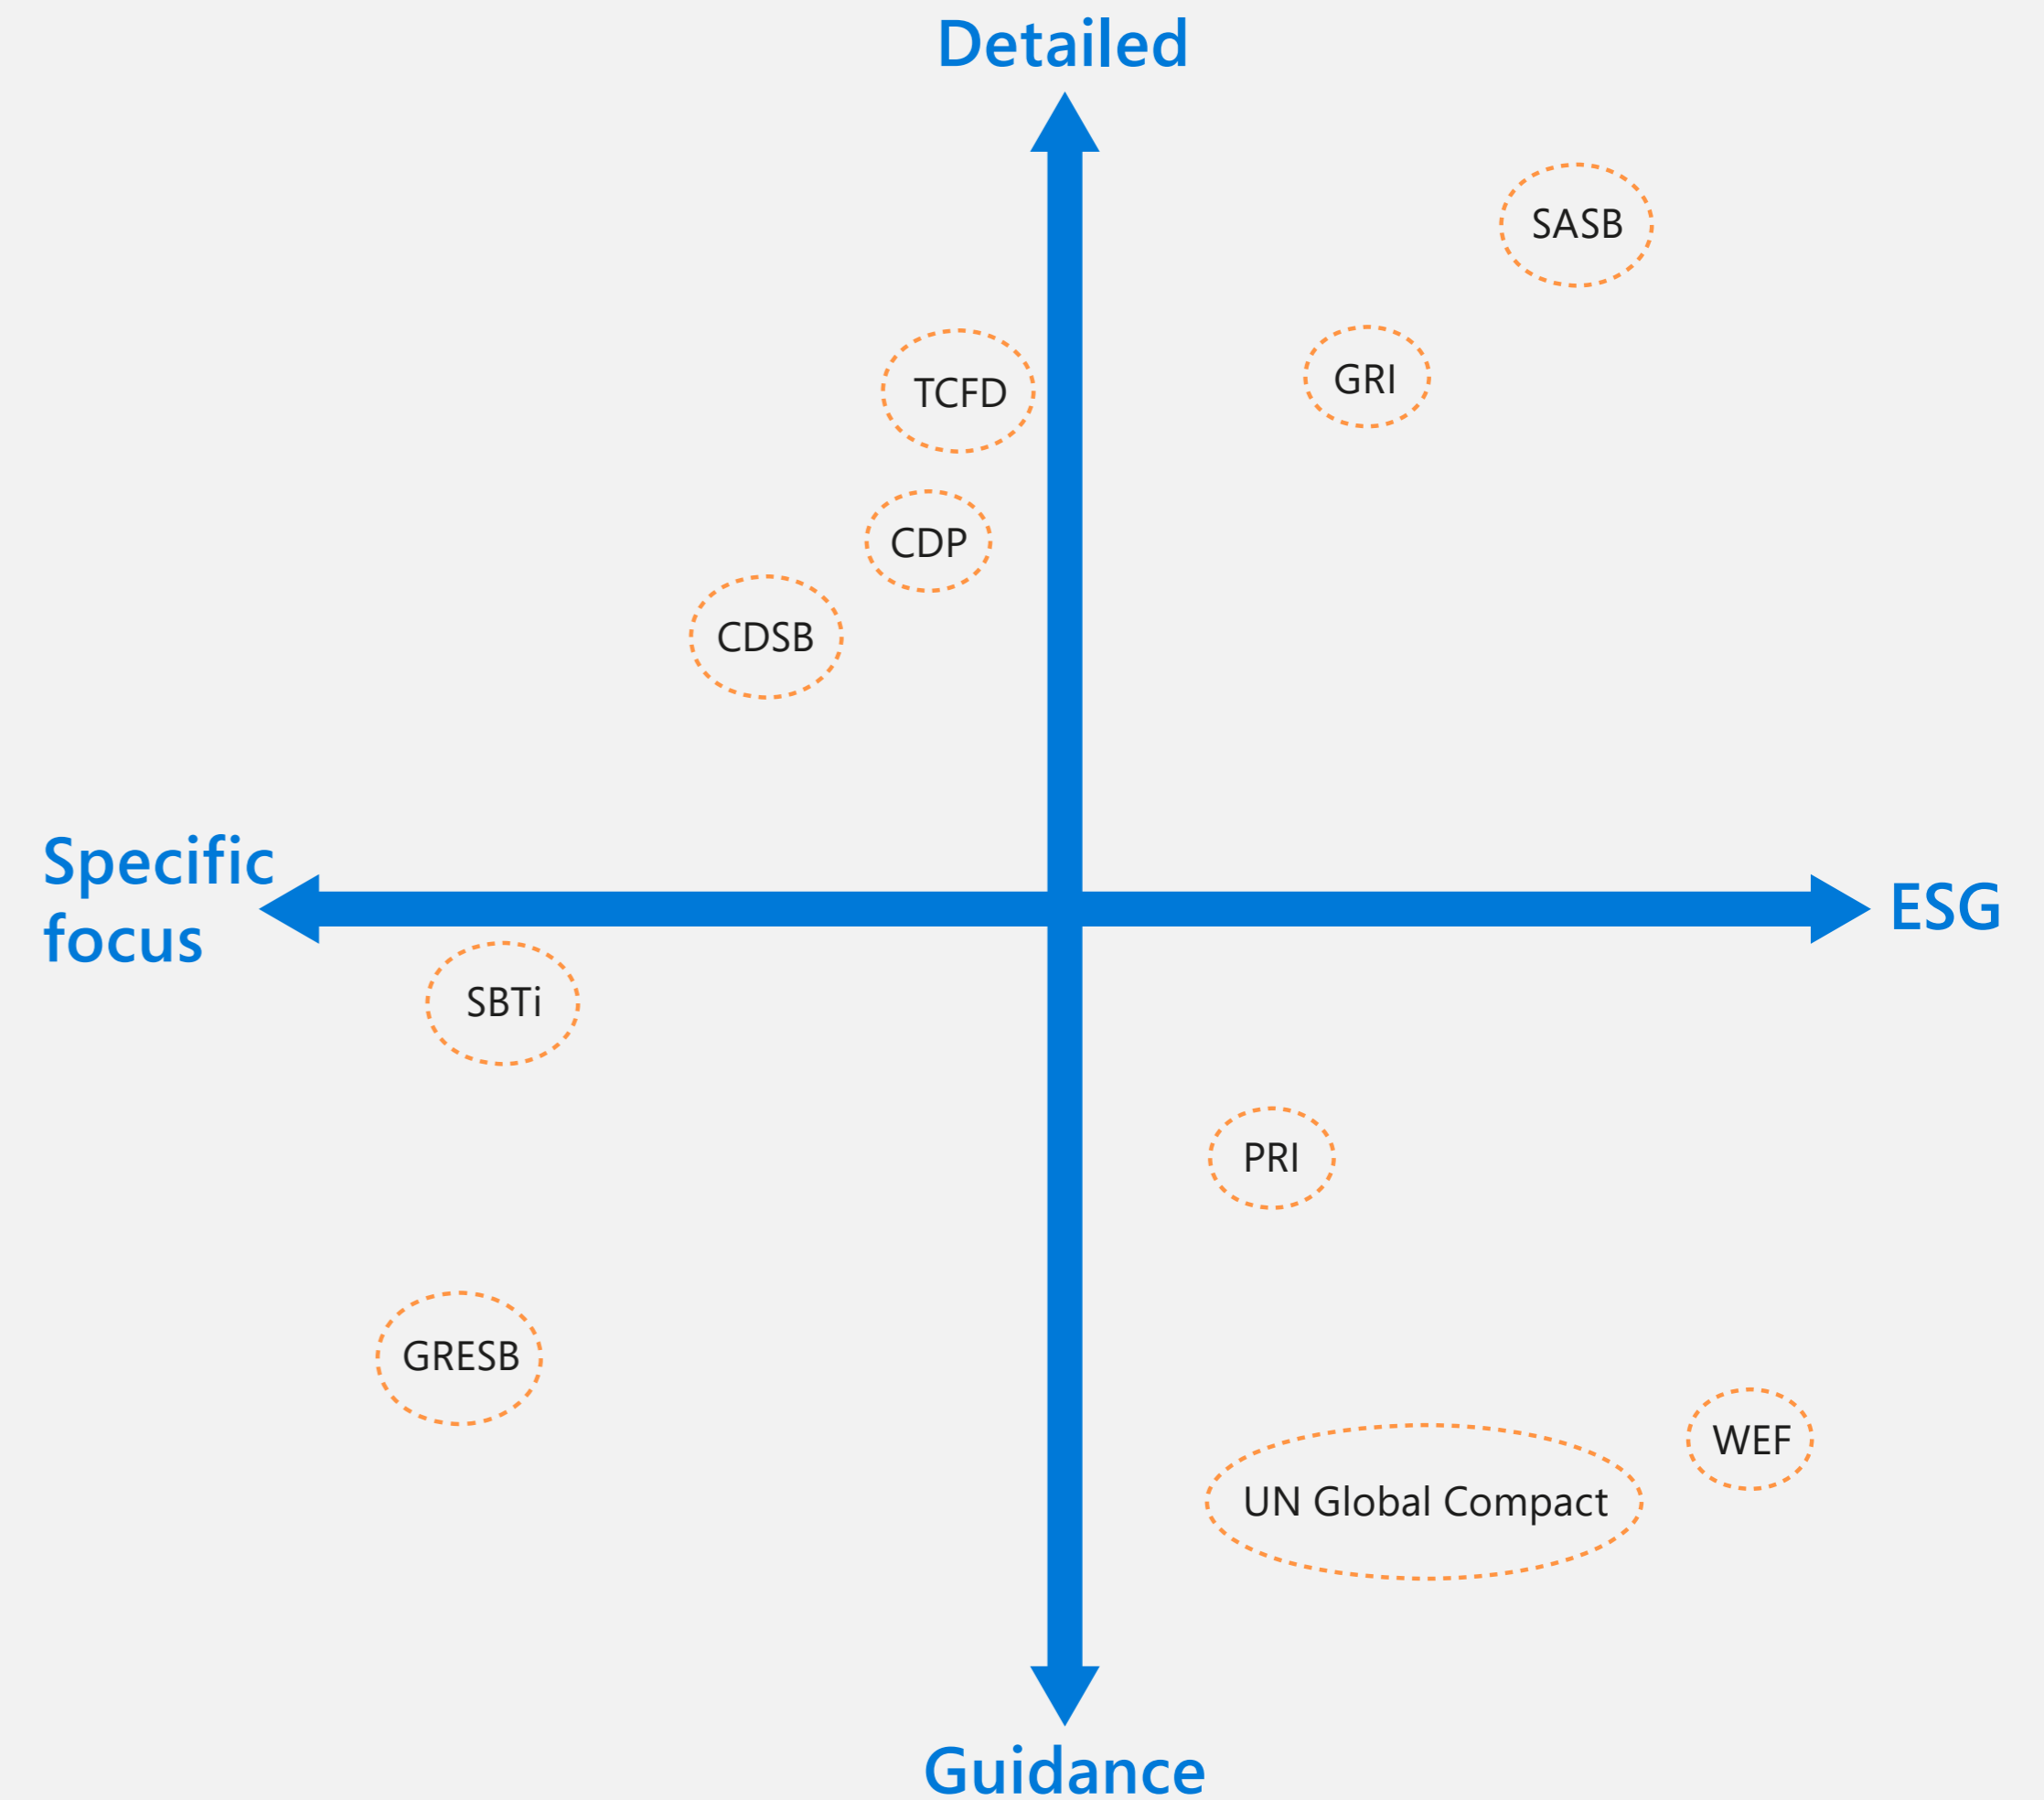 Detailed
SASB
GRI
TCFD
CDP
CDSB
Specific
focus
ESG
SBTi
PRI
GRESB
WEF
UN Global Compact
Guidance